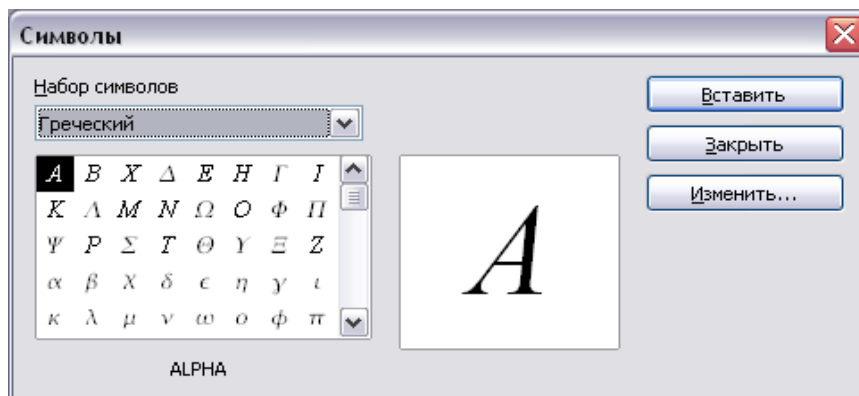 Символы
Набор символов
Греческий
Вставить
Закрыть
Изменить...
Α Β Χ Δ Ε Η Γ Ι
Κ Λ Μ Ν Ω Ο Φ Π
Ψ Ρ Σ Τ Θ Υ Ξ Ζ
α β χ δ ϵ η γ ι
κ λ μ ν ω ο ϕ π
Α
ALPHA